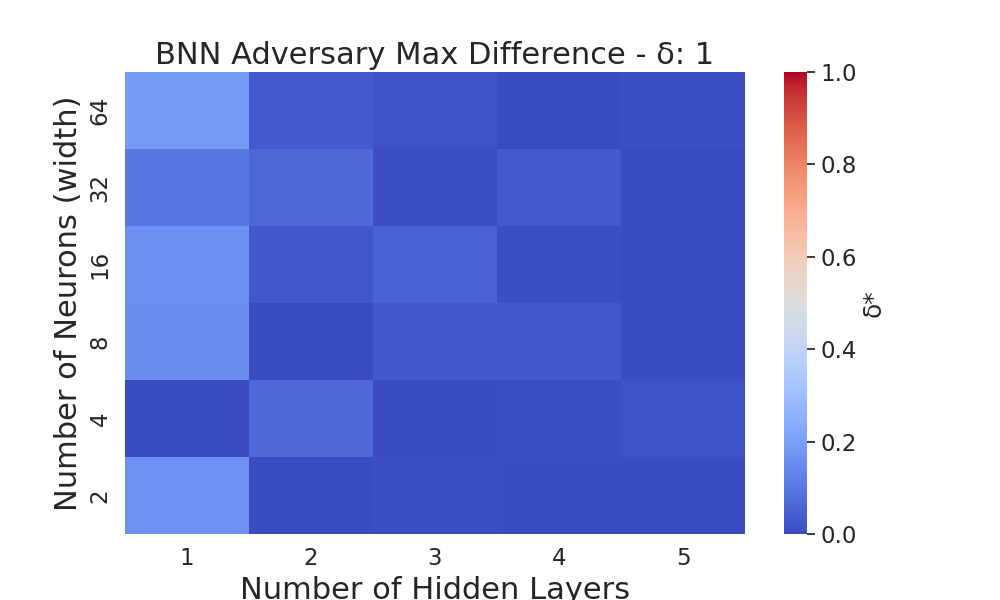 BNN Adversary Max Difference - δ: 1
Number of Neurons (width)
64
32
16
8
4
2
1 2 3 4 5
Number of Hidden Layers
1.0
0.8
0.6
0.4
0.2
0.0
δ*